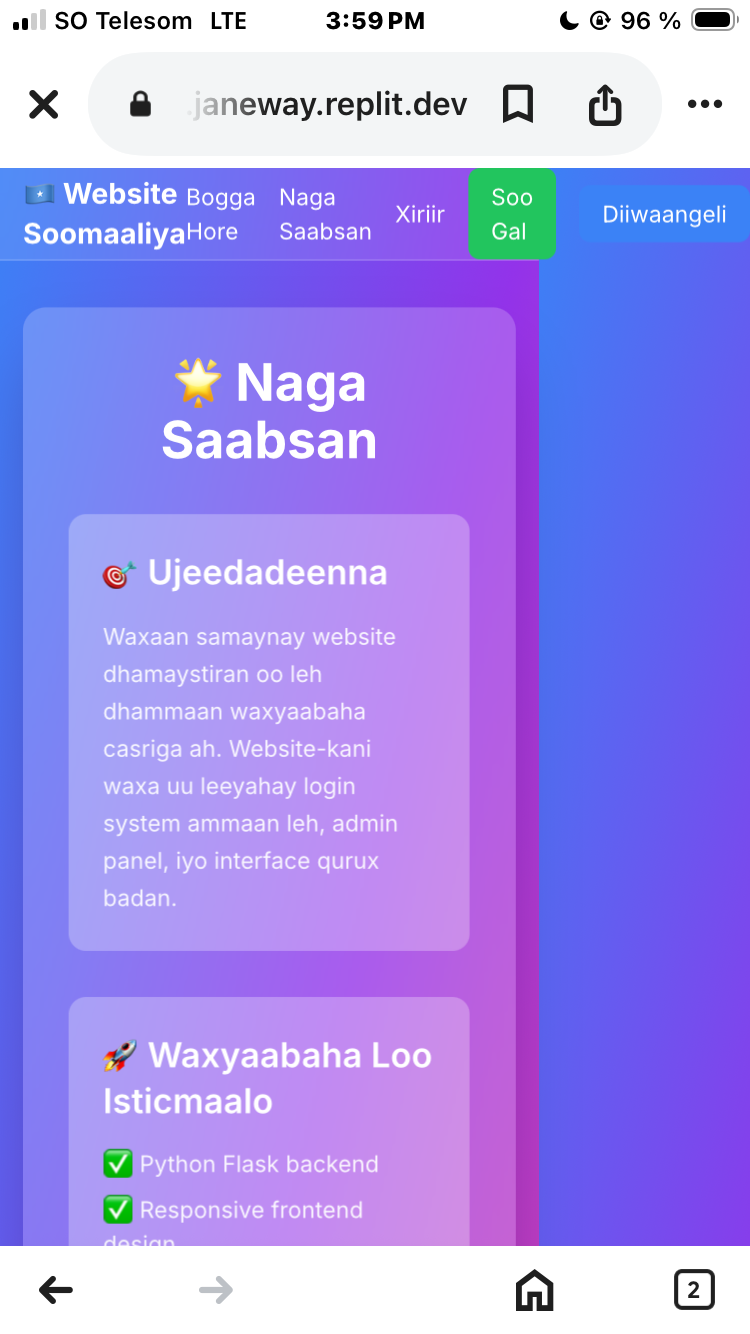 SO Telesom LTE 3:59 PM 96 %
.janeway.replit.dev
Website
Soomaaliya
Bogga
Hore
Naga
Saabsan
Xiriir
Soo
Gal
Diiwaangeli
🌟 Naga
Saabsan
🎯 Ujeedadeenna
Waxaan samaynay website
dhamaystiran oo leh
dhammaan waxyaabaha
casriga ah. Website-kani
waxa uu leeyahay login
system ammaan leh, admin
panel, iyo interface qurux
badan.
🚀 Waxyaabaha Loo
Isticmaalo
✅ Python Flask backend
✅ Responsive frontend
design
2